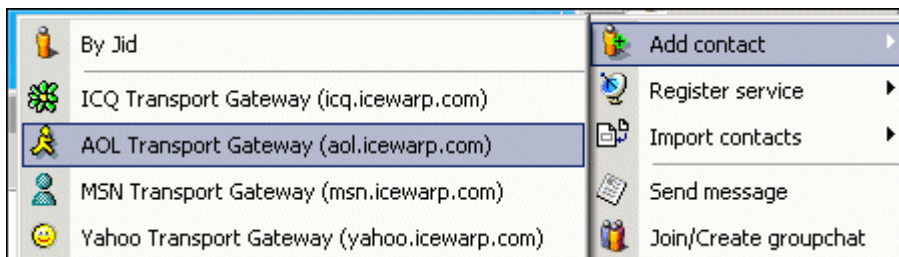 By Jid
ICQ Transport Gateway (icq.icewarp.com)
AOL Transport Gateway (aol.icewarp.com)
MSN Transport Gateway (msn.icewarp.com)
Yahoo Transport Gateway (yahoo.icewarp.com)
Add contact
Register service
Import contacts
Send message
Join/Create groupchat